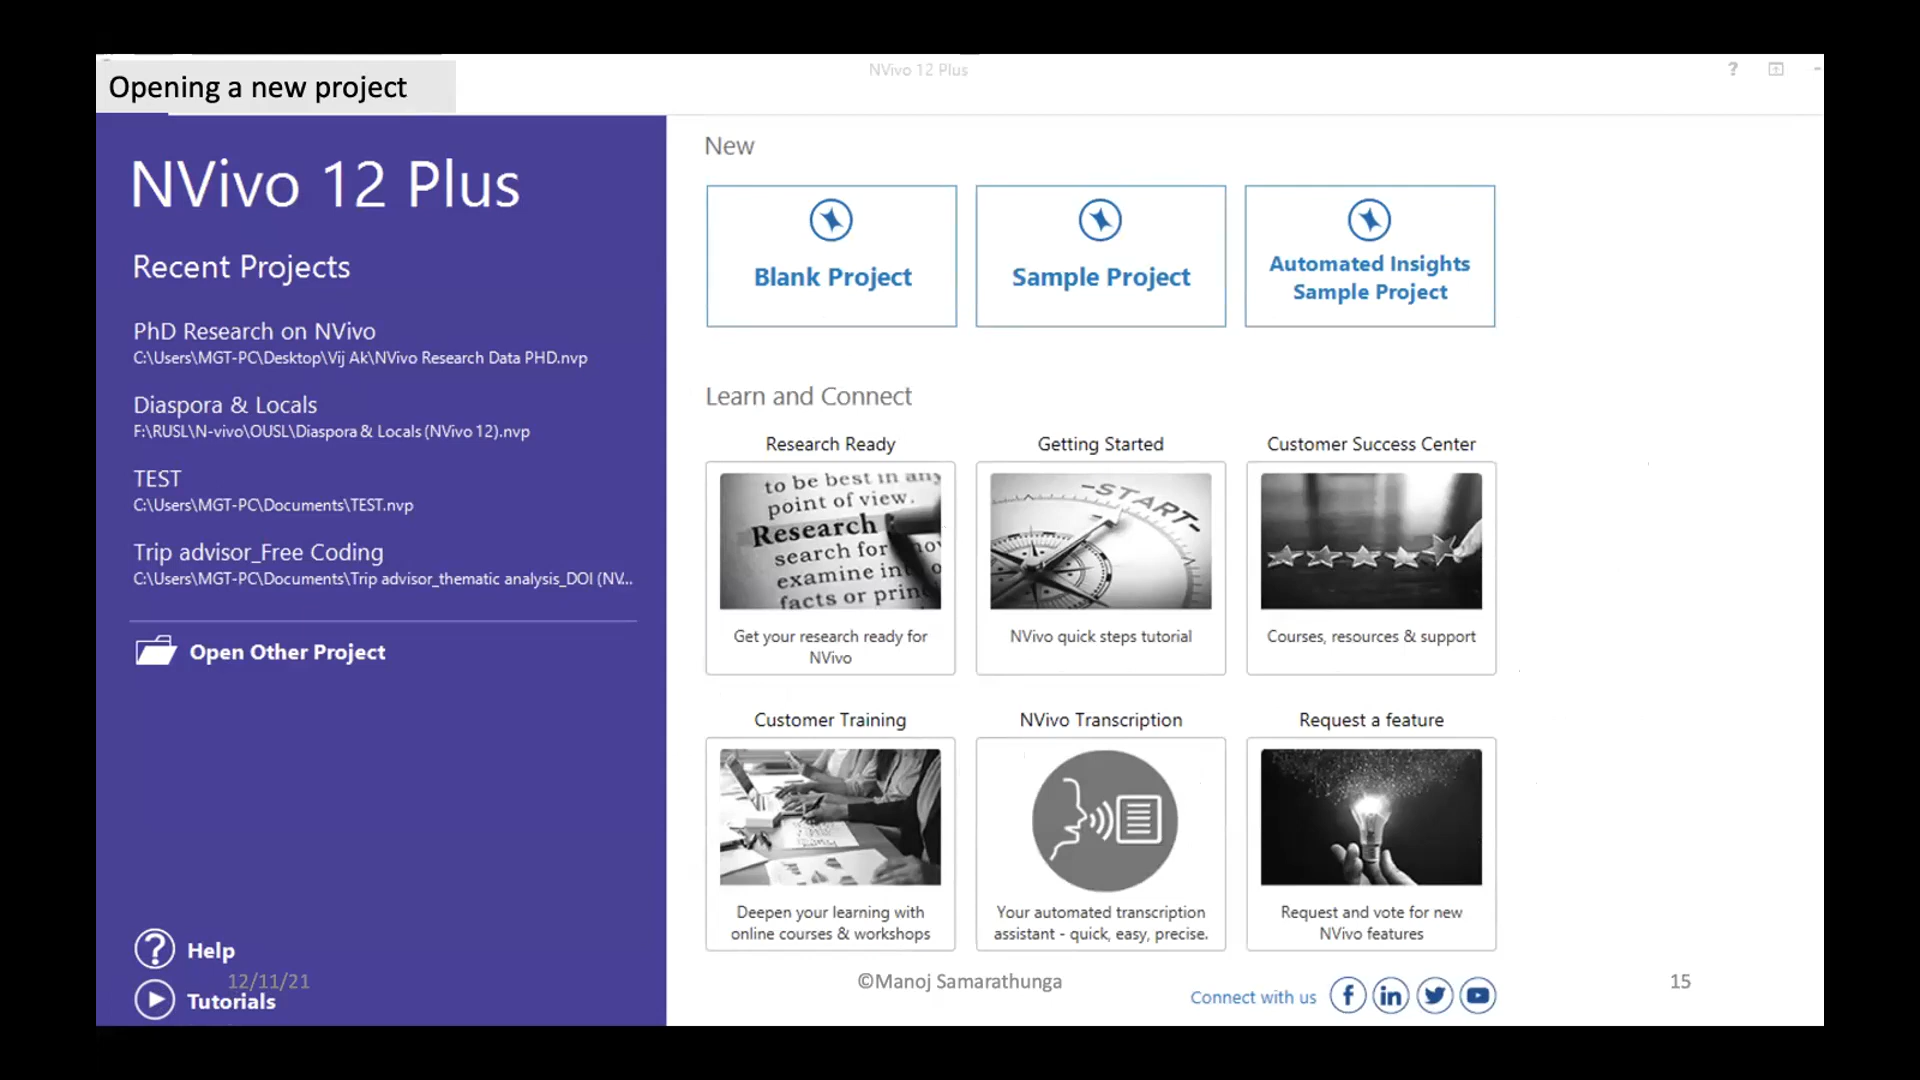 Opening a new project
NVivo 12 Plus
NVivo 12 Plus
Recent Projects
PhD Research on NVivo
C:\Users\MGT-PC\Desktop\Vij Ak\NVivo Research Data PHD.nvp
Diaspora & Locals
F:\RUSL\N-vivo\OUSL\Diaspora & Locals (NVivo 12).nvp
TEST
C:\Users\MGT-PC\Documents\TEST.nvp
Trip advisor_Free Coding
C:\Users\MGT-PC\Documents\Trip advisor_thematic analysis_DOI (NV...
Open Other Project
Help
12/11/21
Tutorials
New
Blank Project
Sample Project
Automated Insights
Sample Project
Learn and Connect
Research Ready
to be best in any
point of view.
Research
search for
examine in
facts or prin
Get your research ready for
NVivo
Getting Started
-START-
NVivo quick steps tutorial
Customer Success Center
Courses, resources & support
Customer Training
Deepen your learning with
online courses & workshops
NVivo Transcription
Your automated transcription
assistant - quick, easy, precise.
Request a feature
Request and vote for new
NVivo features
©Manoj Samarathunga
Connect with us
15